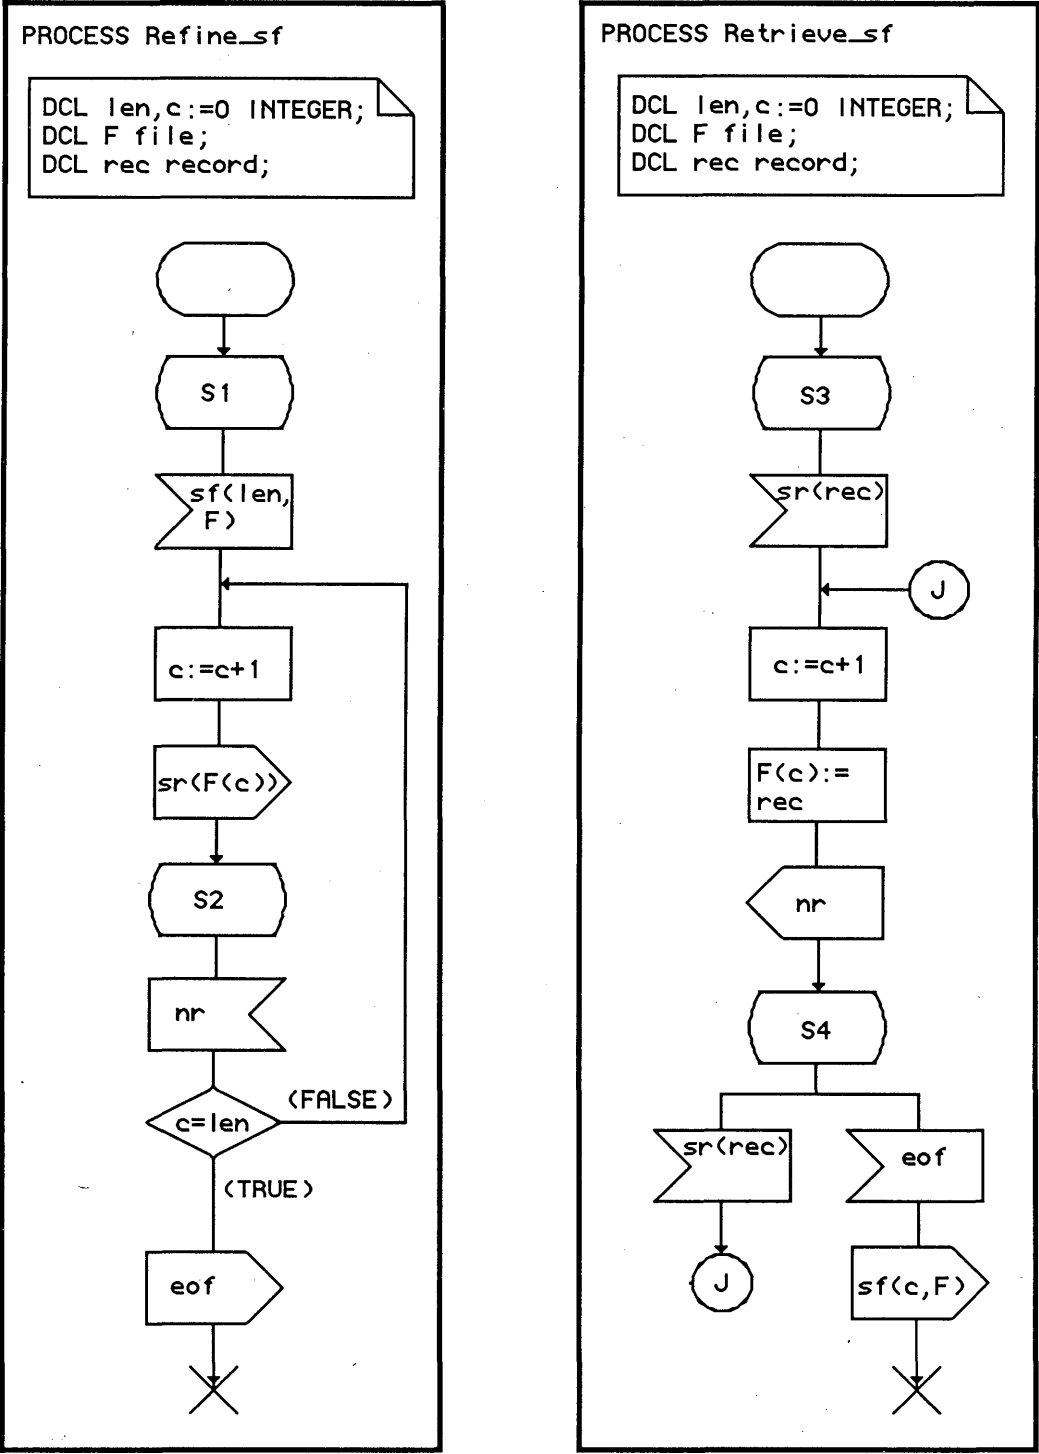 PROCESS Refine_sf
DCL len,c:=0 INTEGER;
DCL F file;
DCL rec record;
S1
sf(len,
F)
c:=c+1
sr(F(c))
S2
nr
(FALSE)
c=len
(TRUE)
eof
PROCESS Retrieve_sf
DCL len,c:=0 INTEGER;
DCL F file;
DCL rec record;
S3
sr(rec)
J
c:=c+1
F(c):=
rec
nr
S4
sr(rec)
eof
J
sf(c,F)